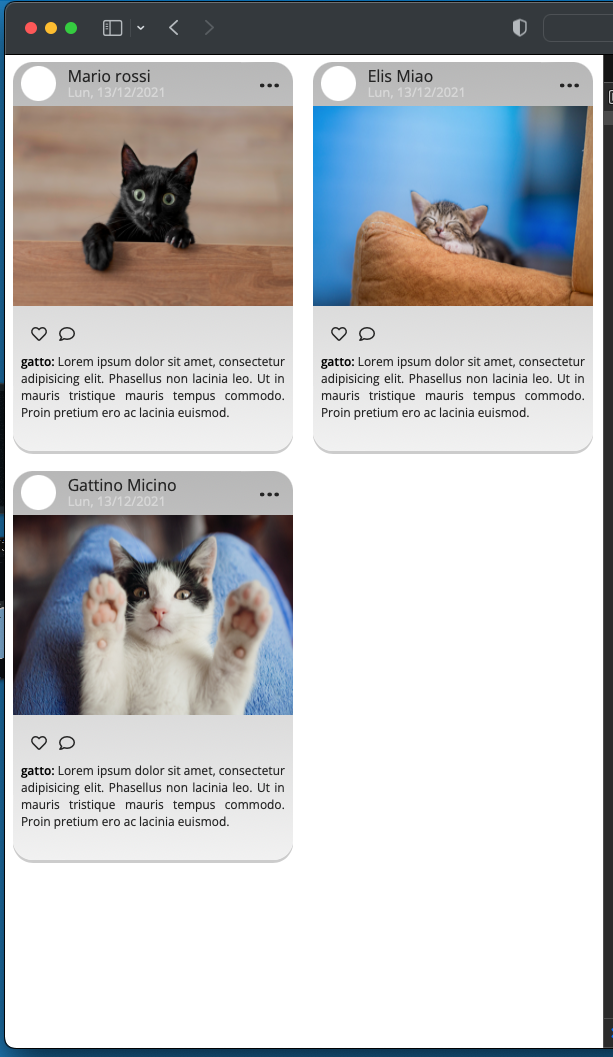 Mario rossi
Lun, 13/12/2021
gatto: Lorem ipsum dolor sit amet, consectetur
adipisicing elit. Phasellus non lacinia leo. Ut in
mauris tristique mauris tempus commodo.
Proin pretium ero ac lacinia euismod.
Elis Miao
Lun, 13/12/2021
gatto: Lorem ipsum dolor sit amet, consectetur
adipisicing elit. Phasellus non lacinia leo. Ut in
mauris tristique mauris tempus commodo.
Proin pretium ero ac lacinia euismod.
Gattino Micino
Lun, 13/12/2021
gatto: Lorem ipsum dolor sit amet, consectetur
adipisicing elit. Phasellus non lacinia leo. Ut in
mauris tristique mauris tempus commodo.
Proin pretium ero ac lacinia euismod.